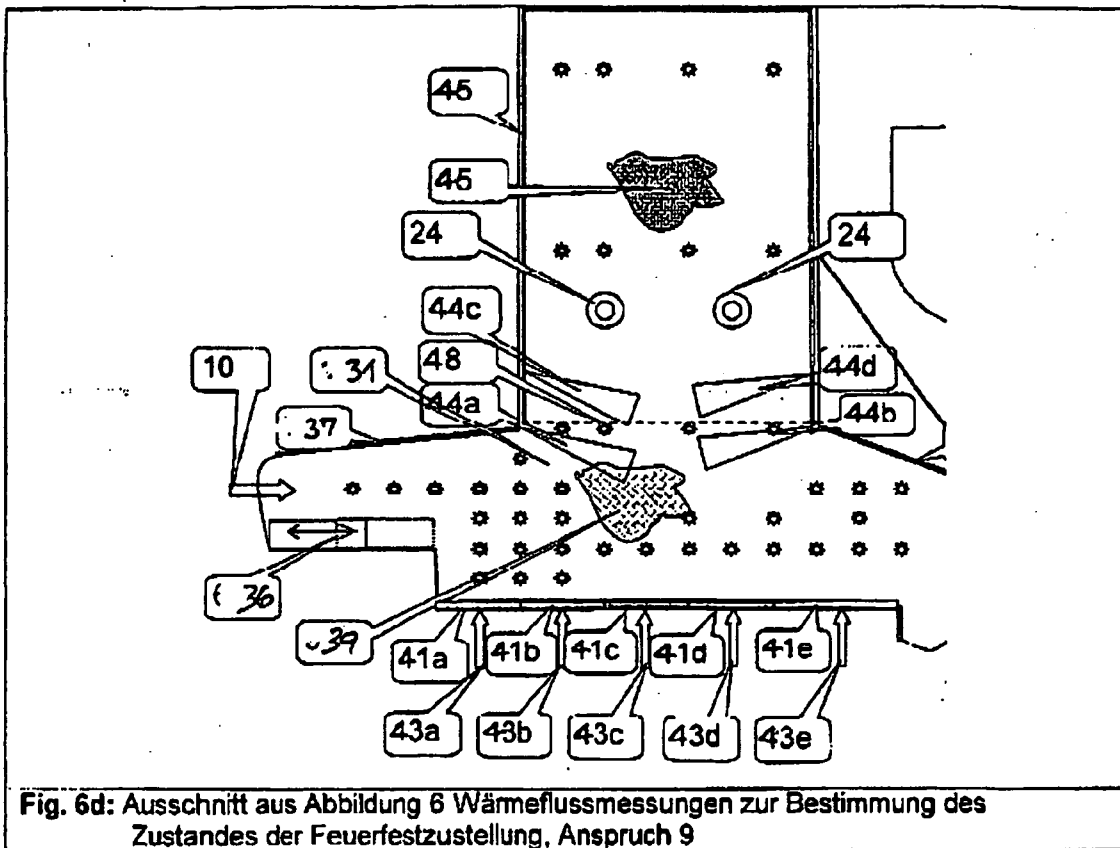 45
45
24
24
44c
10
31
48
44d
44a
44b
37
36
39
41a
41b
41c
41d
41e
43a
43b
43c
43d
43e
Fig. 6d: Ausschnitt aus Abbildung 6 Wärmeflussmessungen zur Bestimmung des
Zustandes der Feuerfestzustellung, Anspruch 9